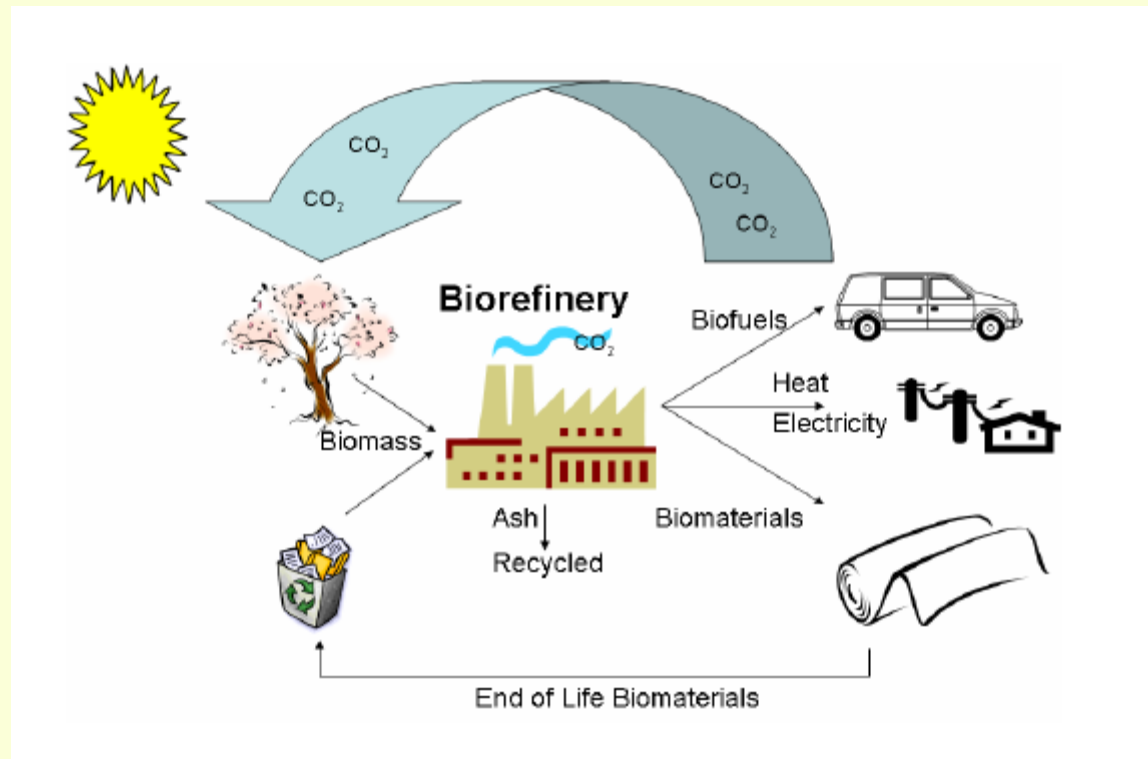 CO₂
CO₂
CO₂
CO₂
Biorefinery
CO₂
Biofuels
Heat
Electricity
Biomass
Ash
Recycled
Biomaterials
End of Life Biomaterials